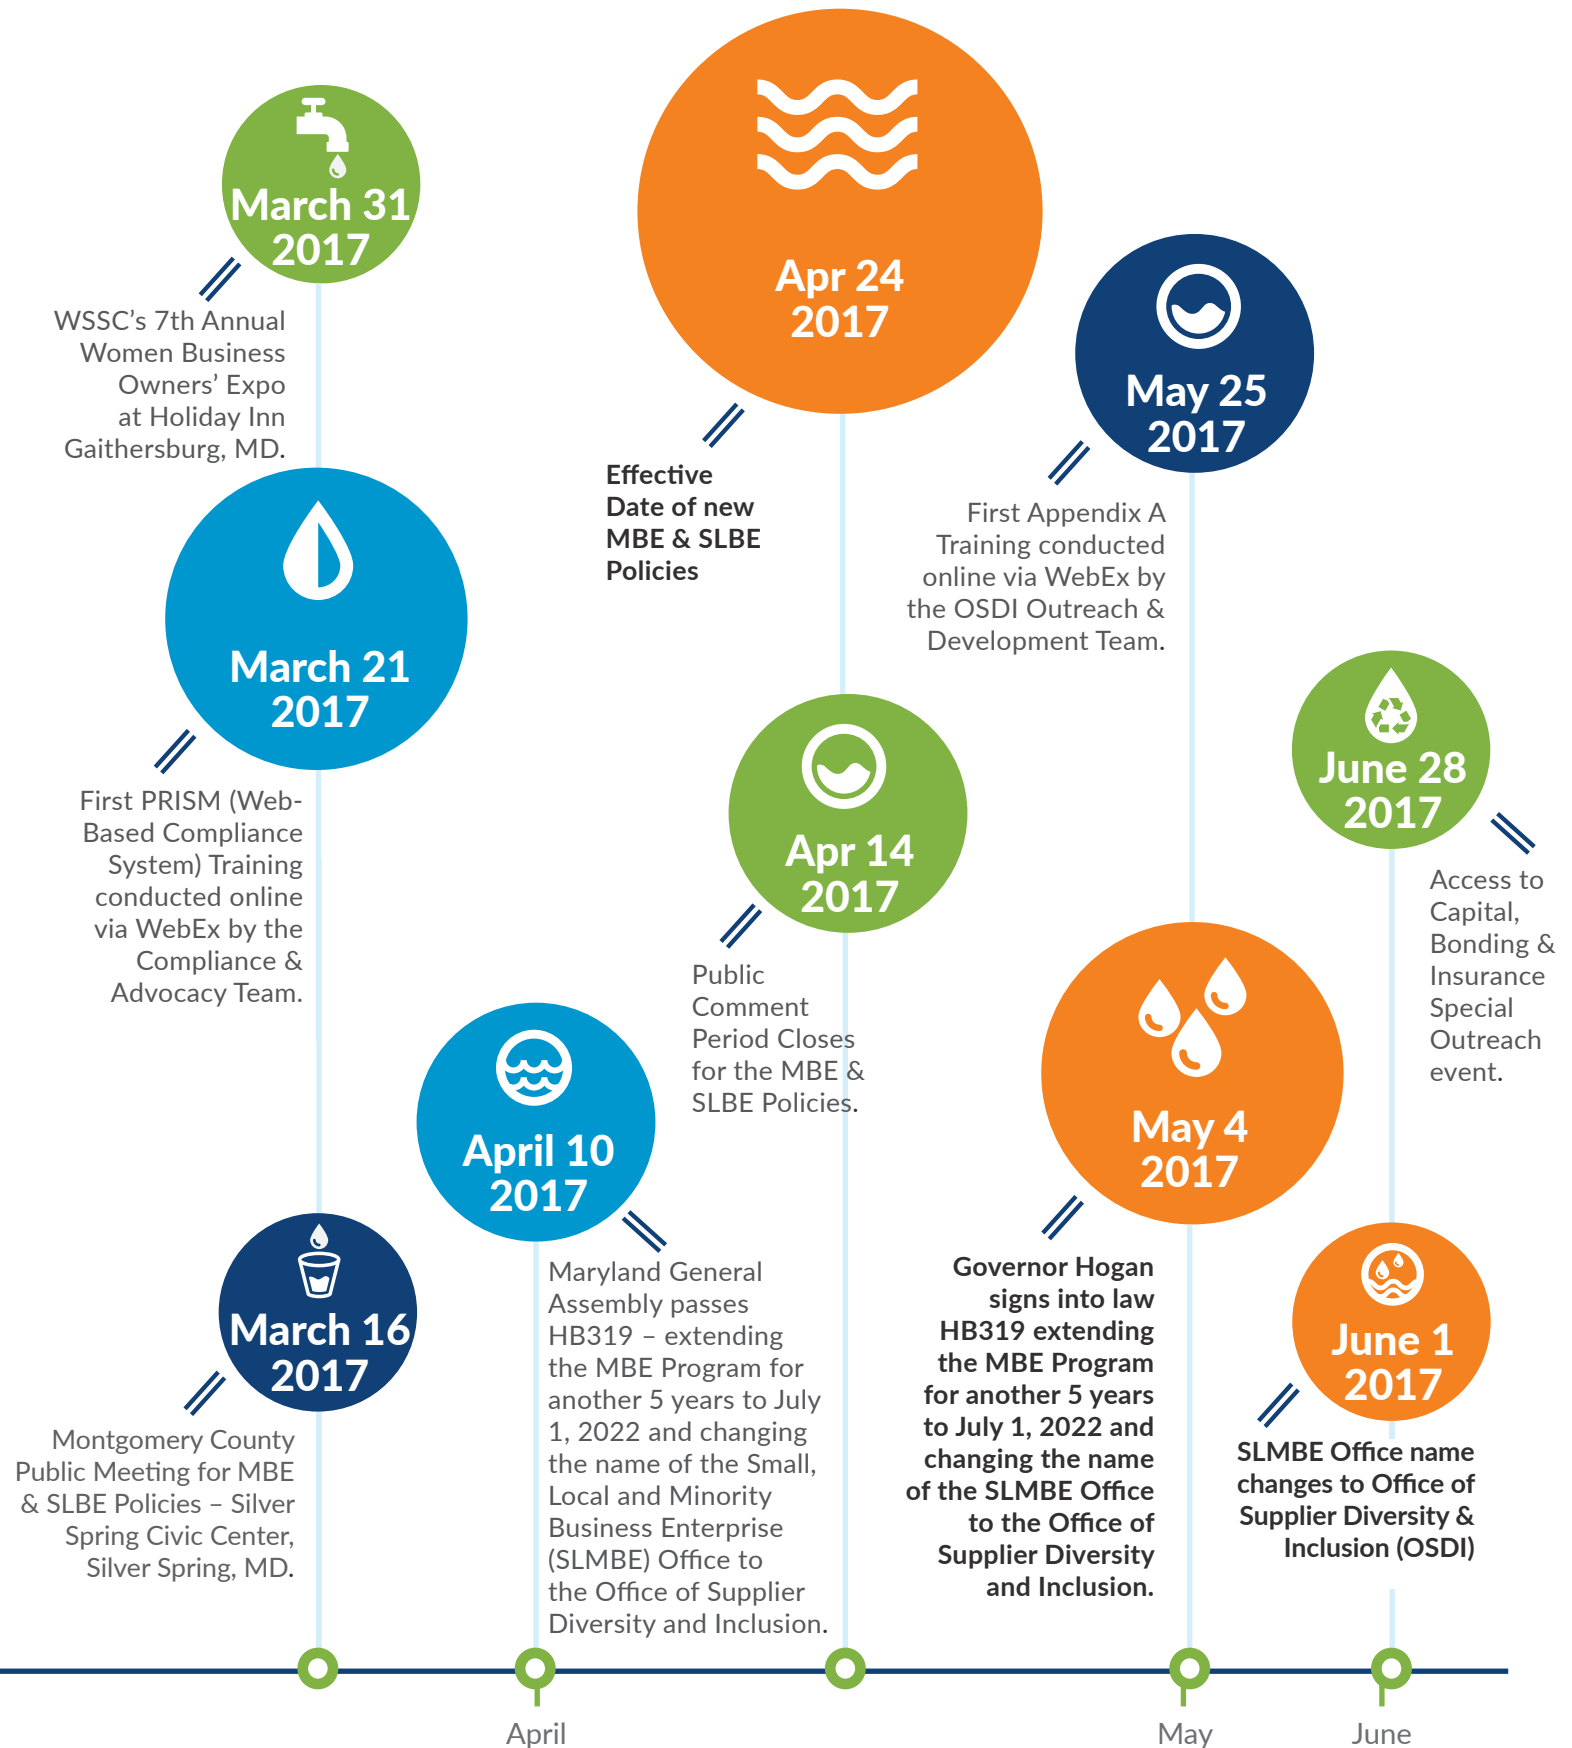 March 31
2017
WSSC’s 7th Annual
Women Business
Owners’ Expo
at Holiday Inn
Gaithersburg, MD.
March 21
2017
First PRISM (Web-
Based Compliance
System) Training
conducted online
via WebEx by the
Compliance &
Advocacy Team.
March 16
2017
Montgomery County
Public Meeting for MBE
& SLBE Policies – Silver
Spring Civic Center,
Silver Spring, MD.
April 10
2017
Maryland General
Assembly passes
HB319 – extending
the MBE Program for
another 5 years to July
1, 2022 and changing
the name of the Small,
Local and Minority
Business Enterprise
(SLMBE) Office to
the Office of Supplier
Diversity and Inclusion.
Apr 24
2017
Effective
Date of new
MBE & SLBE
Policies
Apr 14
2017
Public
Comment
Period Closes
for the MBE &
SLBE Policies.
May 25
2017
First Appendix A
Training conducted
online via WebEx by
the OSDI Outreach &
Development Team.
May 4
2017
Governor Hogan
signs into law
HB319 extending
the MBE Program
for another 5 years
to July 1, 2022 and
changing the name
of the SLMBE Office
to the Office of
Supplier Diversity
and Inclusion.
June 28
2017
Access to
Capital,
Bonding &
Insurance
Special
Outreach
event.
June 1
2017
SLMBE Office name
changes to Office of
Supplier Diversity &
Inclusion (OSDI)
April
May
June